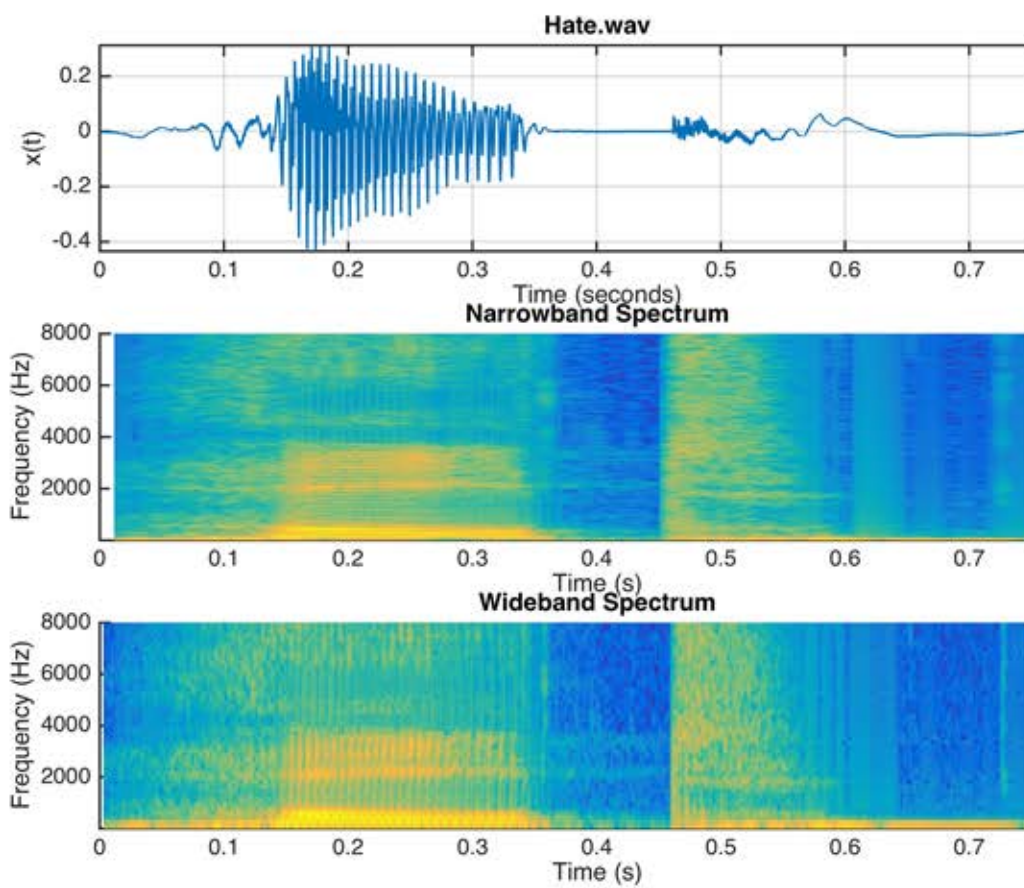 Hate.wav
x(t)
0.2
0
-0.2
-0.4
0 0.1 0.2 0.3 0.4 0.5 0.6 0.7
Time (seconds)
Narrowband Spectrum
Frequency (Hz)
8000
6000
4000
2000
0 0.1 0.2 0.3 0.4 0.5 0.6 0.7
Time (s)
Wideband Spectrum
Frequency (Hz)
8000
6000
4000
2000
0 0.1 0.2 0.3 0.4 0.5 0.6 0.7
Time (s)